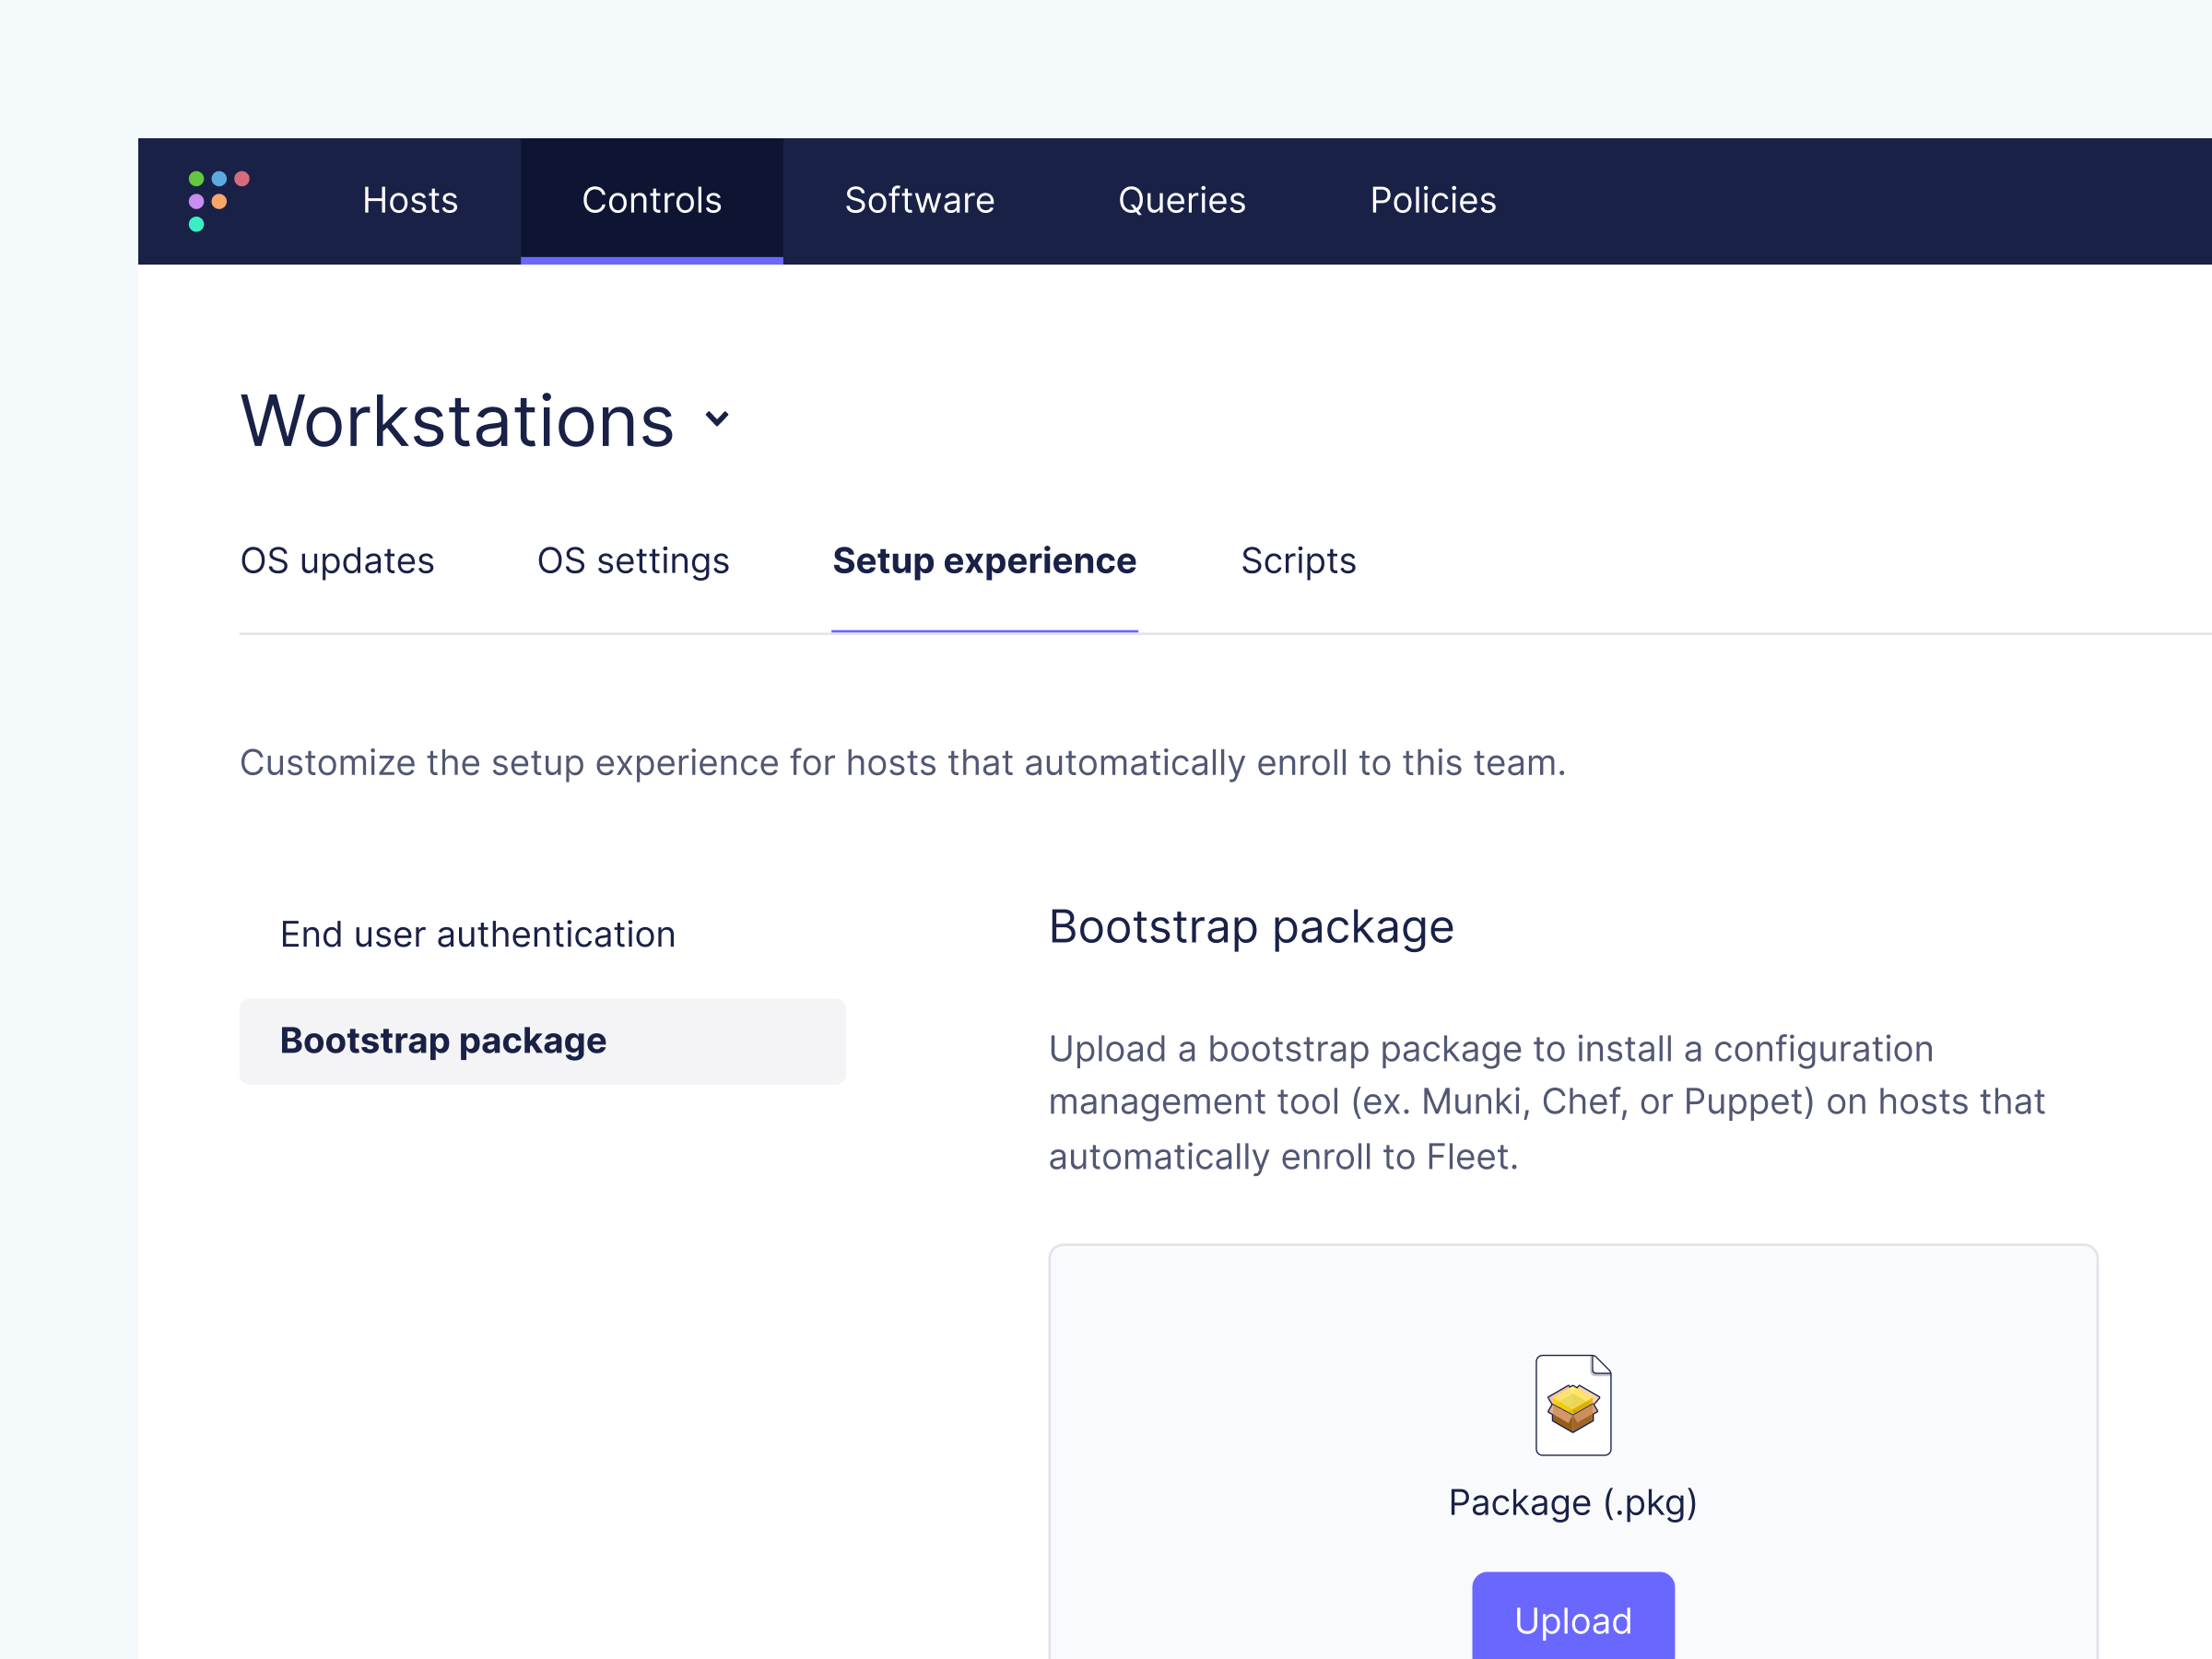 Hosts Controls Software Queries Policies
Workstations
OS updates OS settings Setup experience Scripts
Customize the setup experience for hosts that automatically enroll to this team.
End user authentication
Bootstrap package
Bootstrap package
Upload a bootstrap package to install a configuration
management tool (ex. Munki, Chef, or Puppet) on hosts that
automatically enroll to Fleet.
Package (.pkg)
Upload